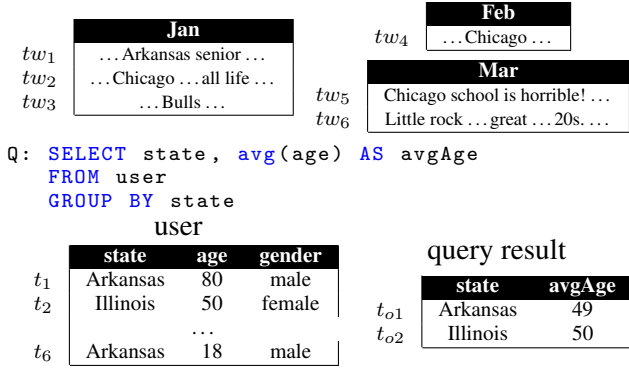 Jan
tw1 … Arkansas senior …
tw2 … Chicago … all life …
tw3 … Bulls …
Feb
tw4 … Chicago …
Mar
tw5 Chicago school is horrible! …
tw6 Little rock … great … 20s. …
Q: SELECT state, avg(age) AS avgAge
FROM user
GROUP BY state
user
state age gender
t1 Arkansas 80 male
t2 Illinois 50 female
…
t6 Arkansas 18 male
query result
state avgAge
to1 Arkansas 49
to2 Illinois 50